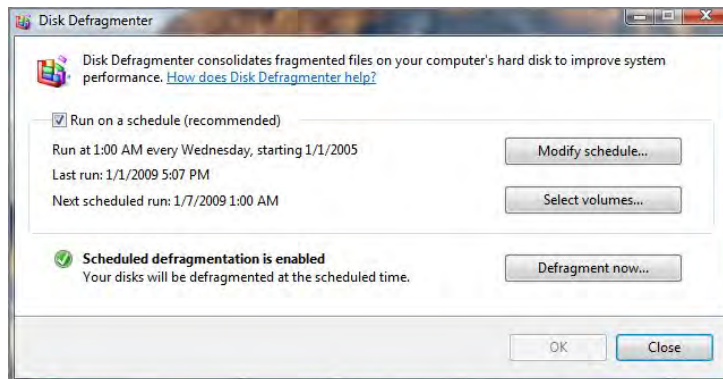 Disk Defragmenter
Disk Defragmenter consolidates fragmented files on your computer's hard disk to improve system
performance. How does Disk Defragmenter help?
Run on a schedule (recommended)
Run at 1:00 AM every Wednesday, starting 1/1/2005
Modify schedule...
Last run: 1/1/2009 5:07 PM
Next scheduled run: 1/7/2009 1:00 AM
Select volumes...
Scheduled defragmentation is enabled
Your disks will be defragmented at the scheduled time.
Defragment now...
OK
Close